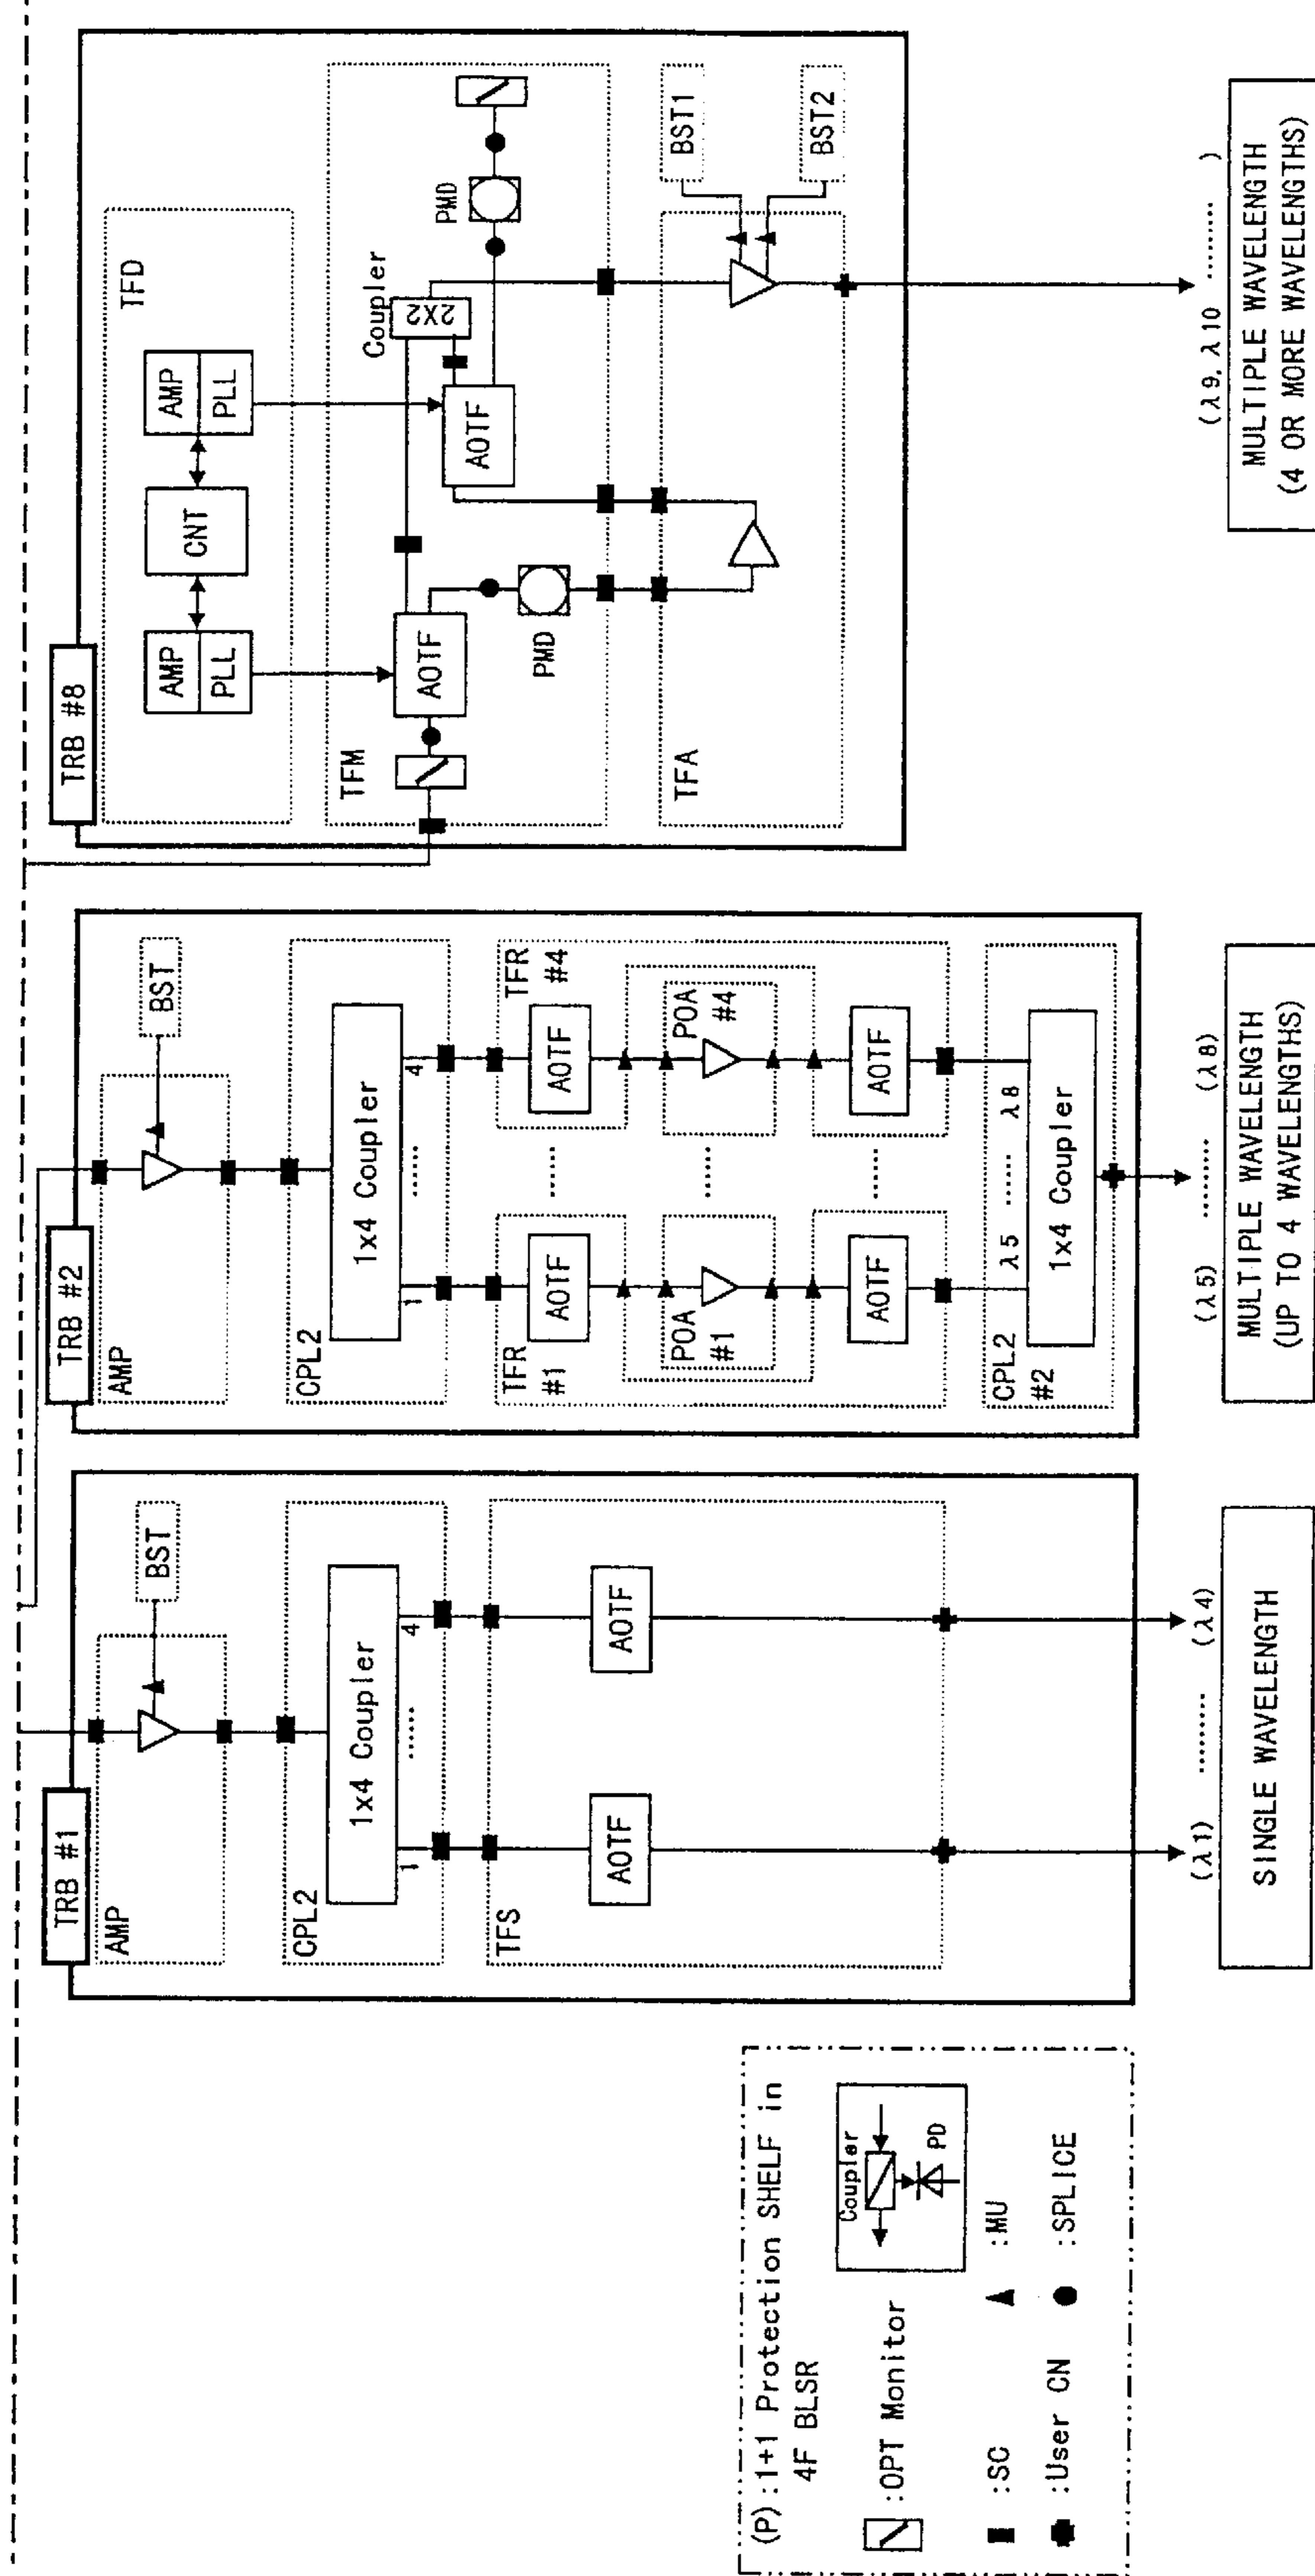 TRB #1
AMP
BST
CPL2
1x4 Coupler
1 ...... 4
TFS
AOTF
AOTF
(λ1) ........ (λ4)
SINGLE WAVELENGTH
TRB #2
AMP
BST
CPL2
1x4 Coupler
1 ...... 4
TFR
#1
TFR
#4
AOTF ...... AOTF
POA
#1
......
POA
#4
AOTF ...... AOTF
CPL2
#2
λ5 ...... λ8
1x4 Coupler
(λ5) ........ (λ8)
MULTIPLE WAVELENGTH
(UP TO 4 WAVELENGTHS)
TRB #8
TFD
AMP
PLL
CNT
AMP
PLL
TFM
AOTF
PMD
Coupler
2X2
AOTF
PMD
TFA
BST1
BST2
(λ9, λ10 ........ )
MULTIPLE WAVELENGTH
(4 OR MORE WAVELENGTHS)
(P):1+1 Protection SHELF in
4F BLSR
:OPT Monitor
Coupler
PD
:SC
:MU
:User CN
:SPLICE